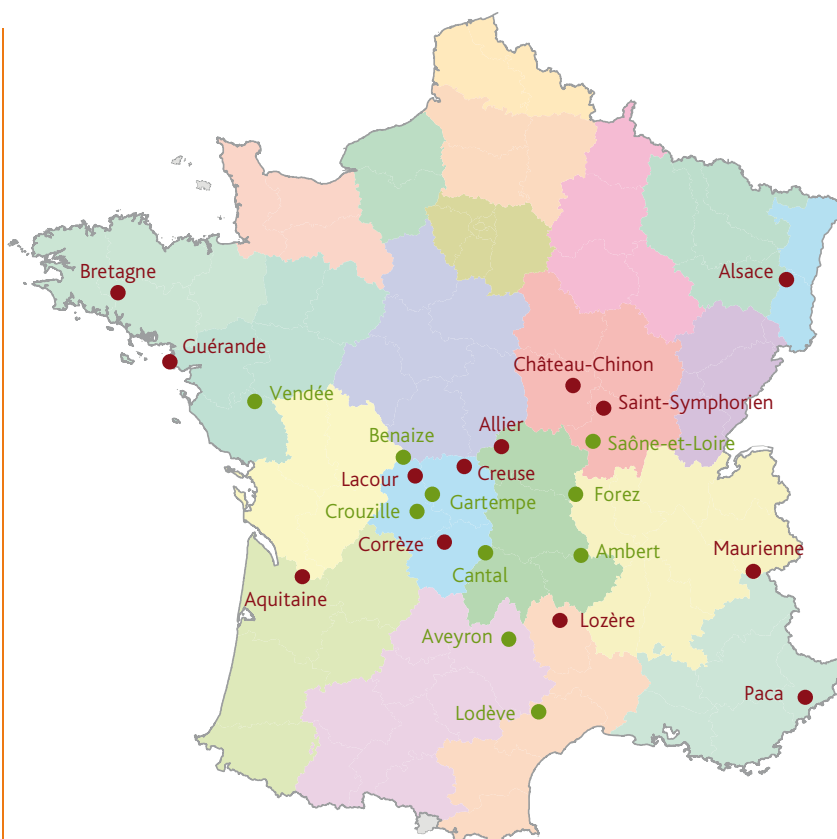 Bretagne
Alsace
Guérande
Château-Chinon
Vendée
Saint-Symphorien
Allier
Benaize
Saône-et-Loire
Lacour
Creuse
Gartempe
Forez
Crouzille
Corrèze
Ambert
Maurienne
Cantal
Aquitaine
Lozère
Aveyron
Paca
Lodève